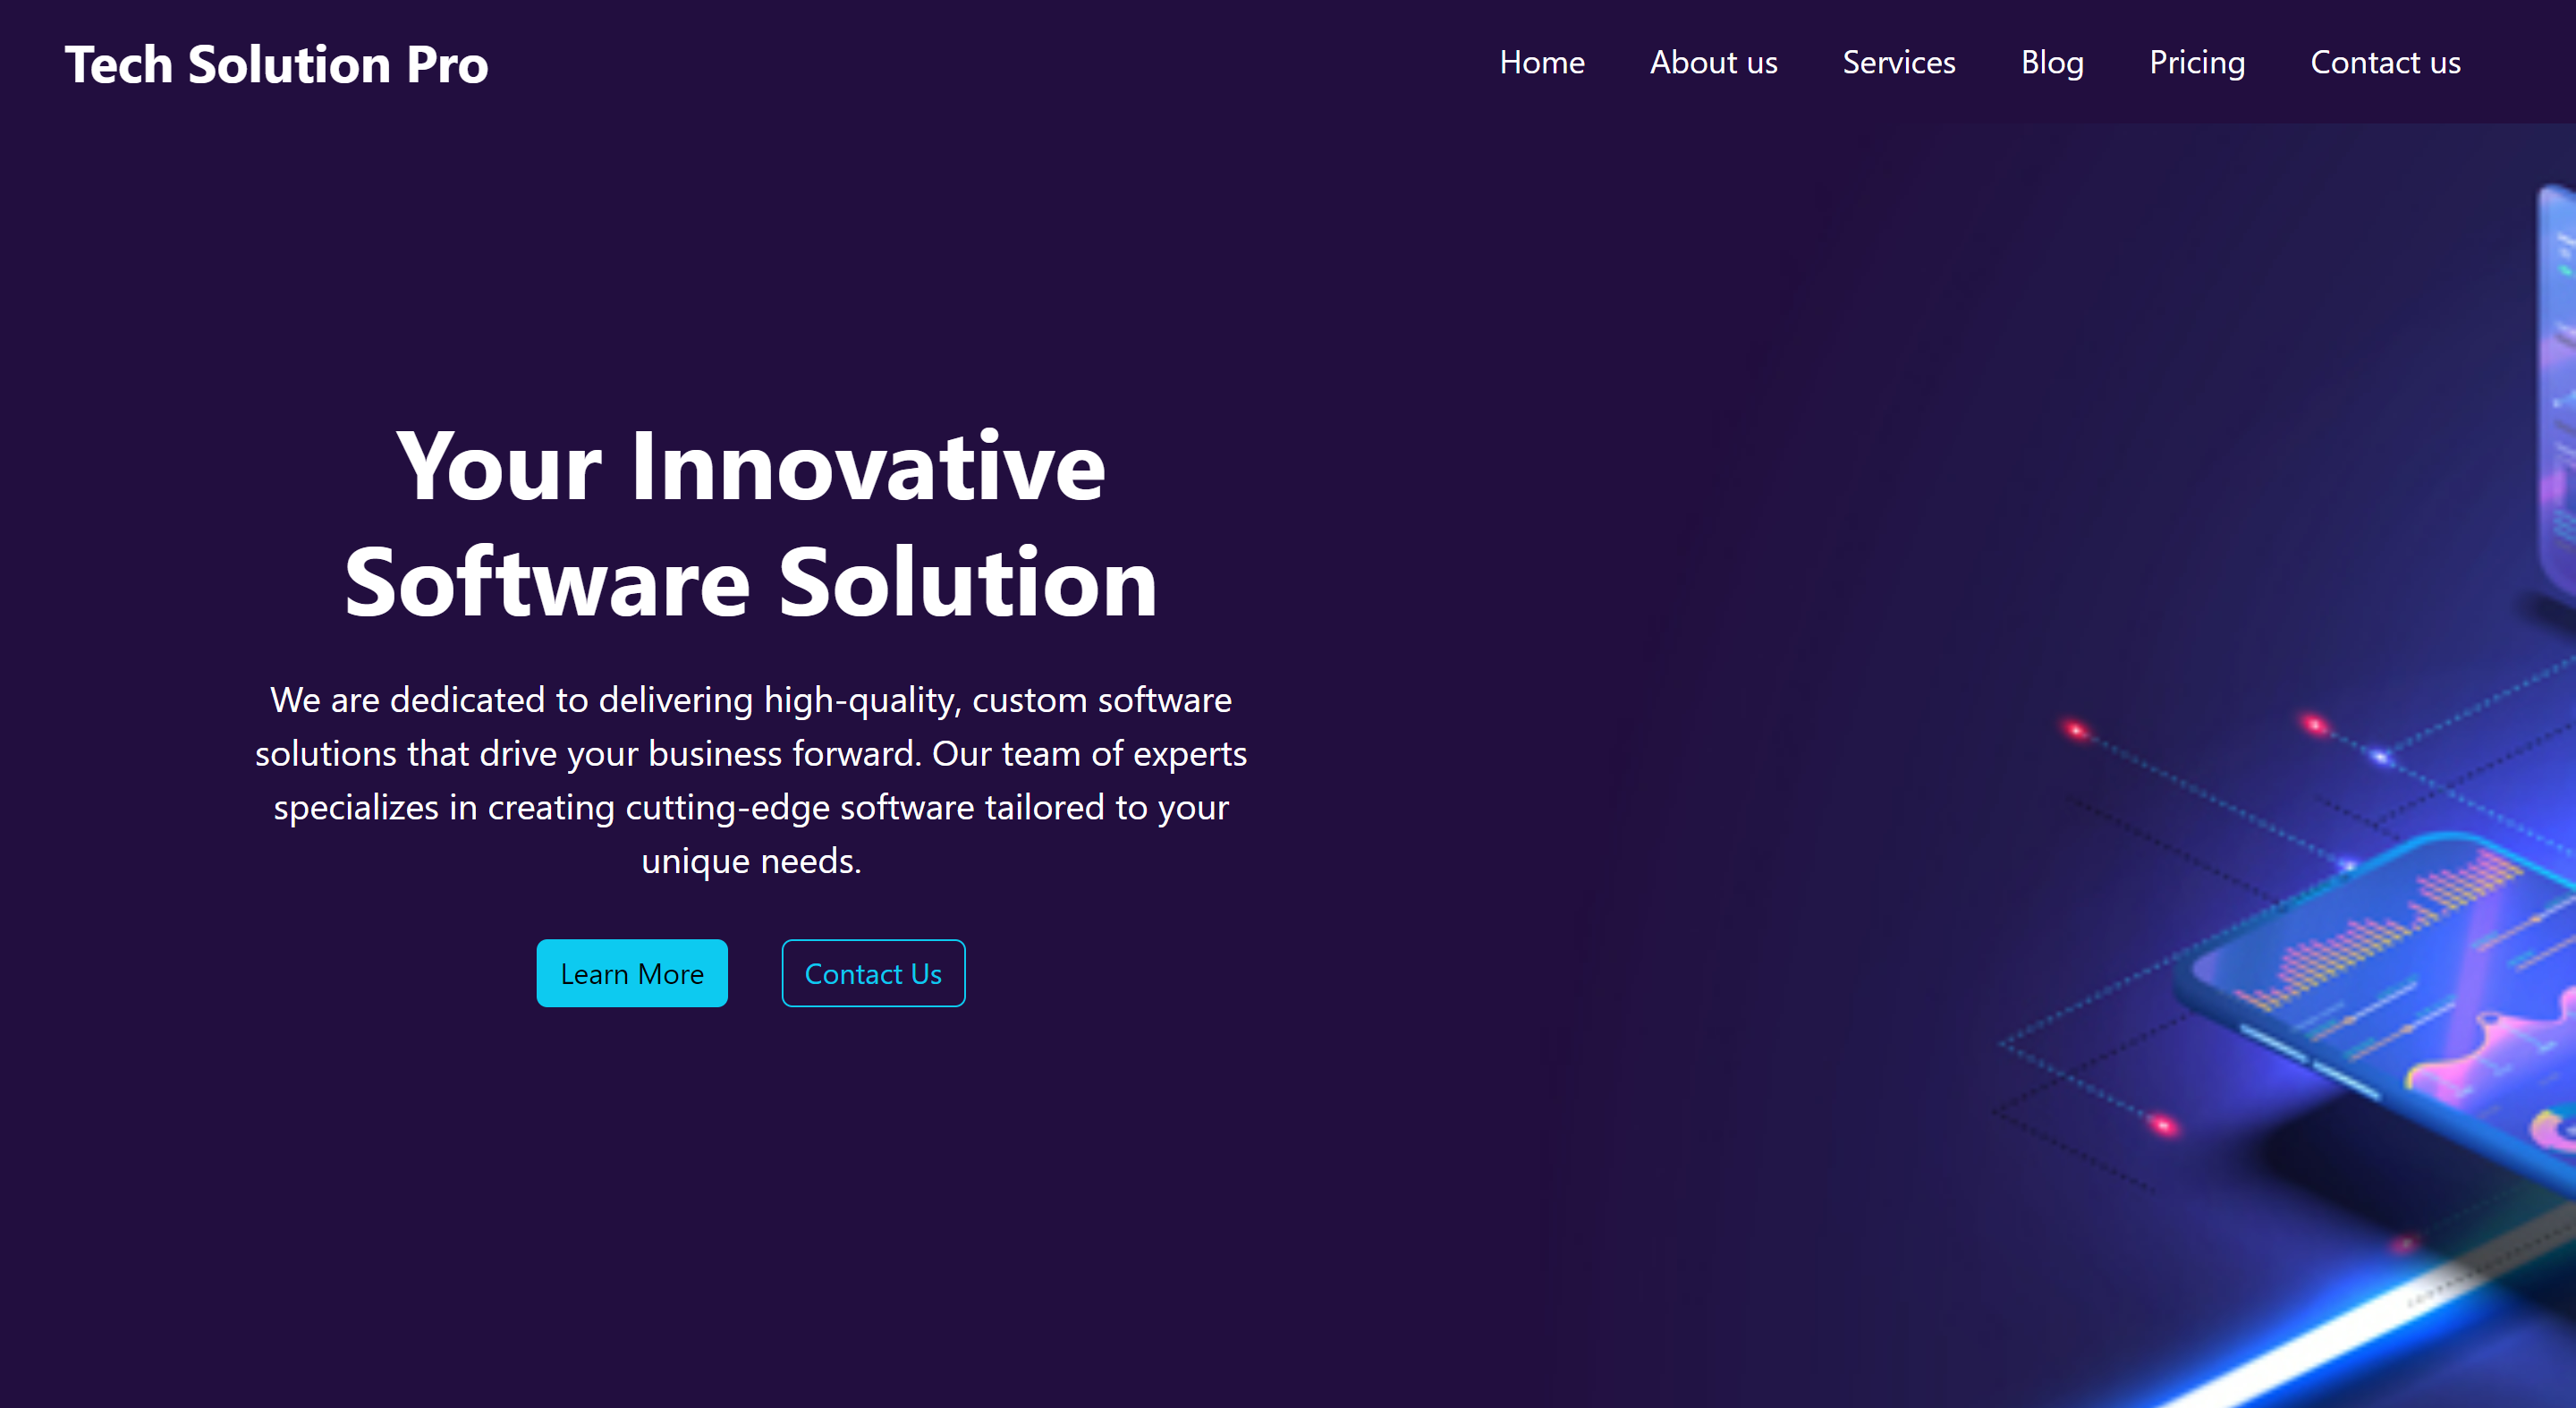 Tech Solution Pro
Home About us Services Blog Pricing Contact us
Your Innovative
Software Solution
We are dedicated to delivering high-quality, custom software
solutions that drive your business forward. Our team of experts
specializes in creating cutting-edge software tailored to your
unique needs.
Learn More Contact Us